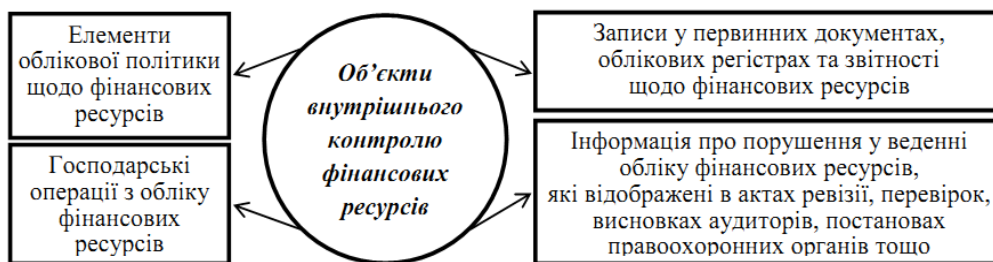 Елементи
облікової політики
щодо фінансових
ресурсів
Господарські
операції з обліку
фінансових
ресурсів
Об’єкти
внутрішнього
контролю
фінансових
ресурсів
Записи у первинних документах,
облікових регістрах та звітності
щодо фінансових ресурсів
Інформація про порушення у веденні
обліку фінансових ресурсів,
які відображені в актах ревізії, перевірок,
висновках аудиторів, постановах
правоохоронних органів тощо